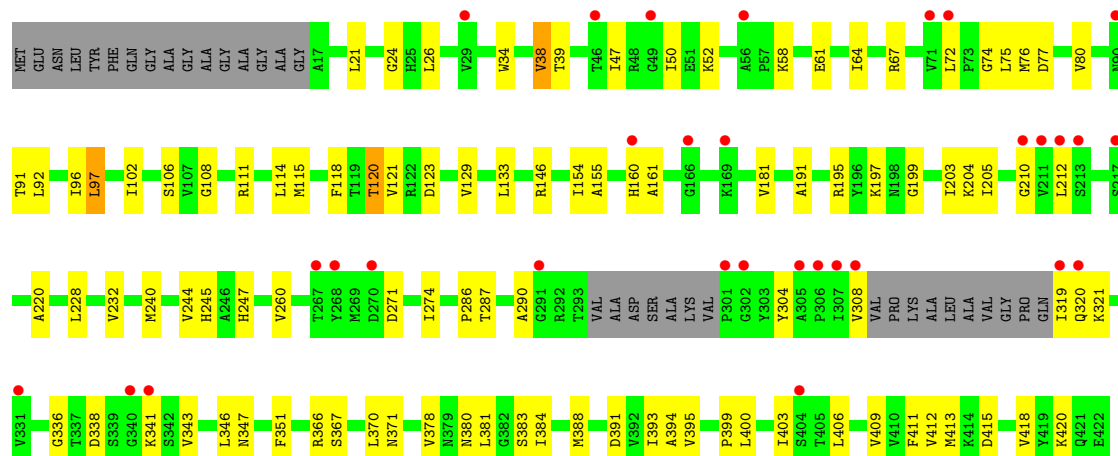 MET GLU ASN LEU TYR PHE GLN GLY ALA GLY ALA GLY ALA GLY ALA GLY A17 L21 G24 H25 L26 V29 W34 V38 T39 T46 I47 R48 G49 I50 E51 K52 A56 P57 K58 E61 I64 R67 V71 L72 P73 G74 L75 M76 D77 V80 N90
T91 L92 I96 L97 I102 S106 V107 G108 R111 L114 M115 F118 T119 T120 V121 R122 D123 V129 L133 R146 I154 A155 H160 A161 G166 K169 V181 A191 R195 Y196 K197 N198 G199 I203 K204 I205 G210 V211 L212 S213 S217
A220 L228 V232 M240 V244 H245 A246 H247 V260 T267 Y268 M269 D270 D271 I274 P286 T287 A290 G291 R292 T293 VAL ALA ASP SER ALA LYS VAL P301 G302 Y303 Y304 A305 P306 I307 V308 VAL PRO LYS ALA LEU ALA VAL GLY PRO GLN I319 Q320 K321
V331 G336 T337 D338 S339 G340 K341 S342 V343 L346 N347 F351 R366 S367 L370 N371 V378 N379 N380 L381 G382 S383 I384 M388 D391 V392 I393 A394 V395 P399 L400 I403 S404 T405 L406 V409 V410 F411 V412 M413 K414 D415 V418 Y419 K420 Q421 E422